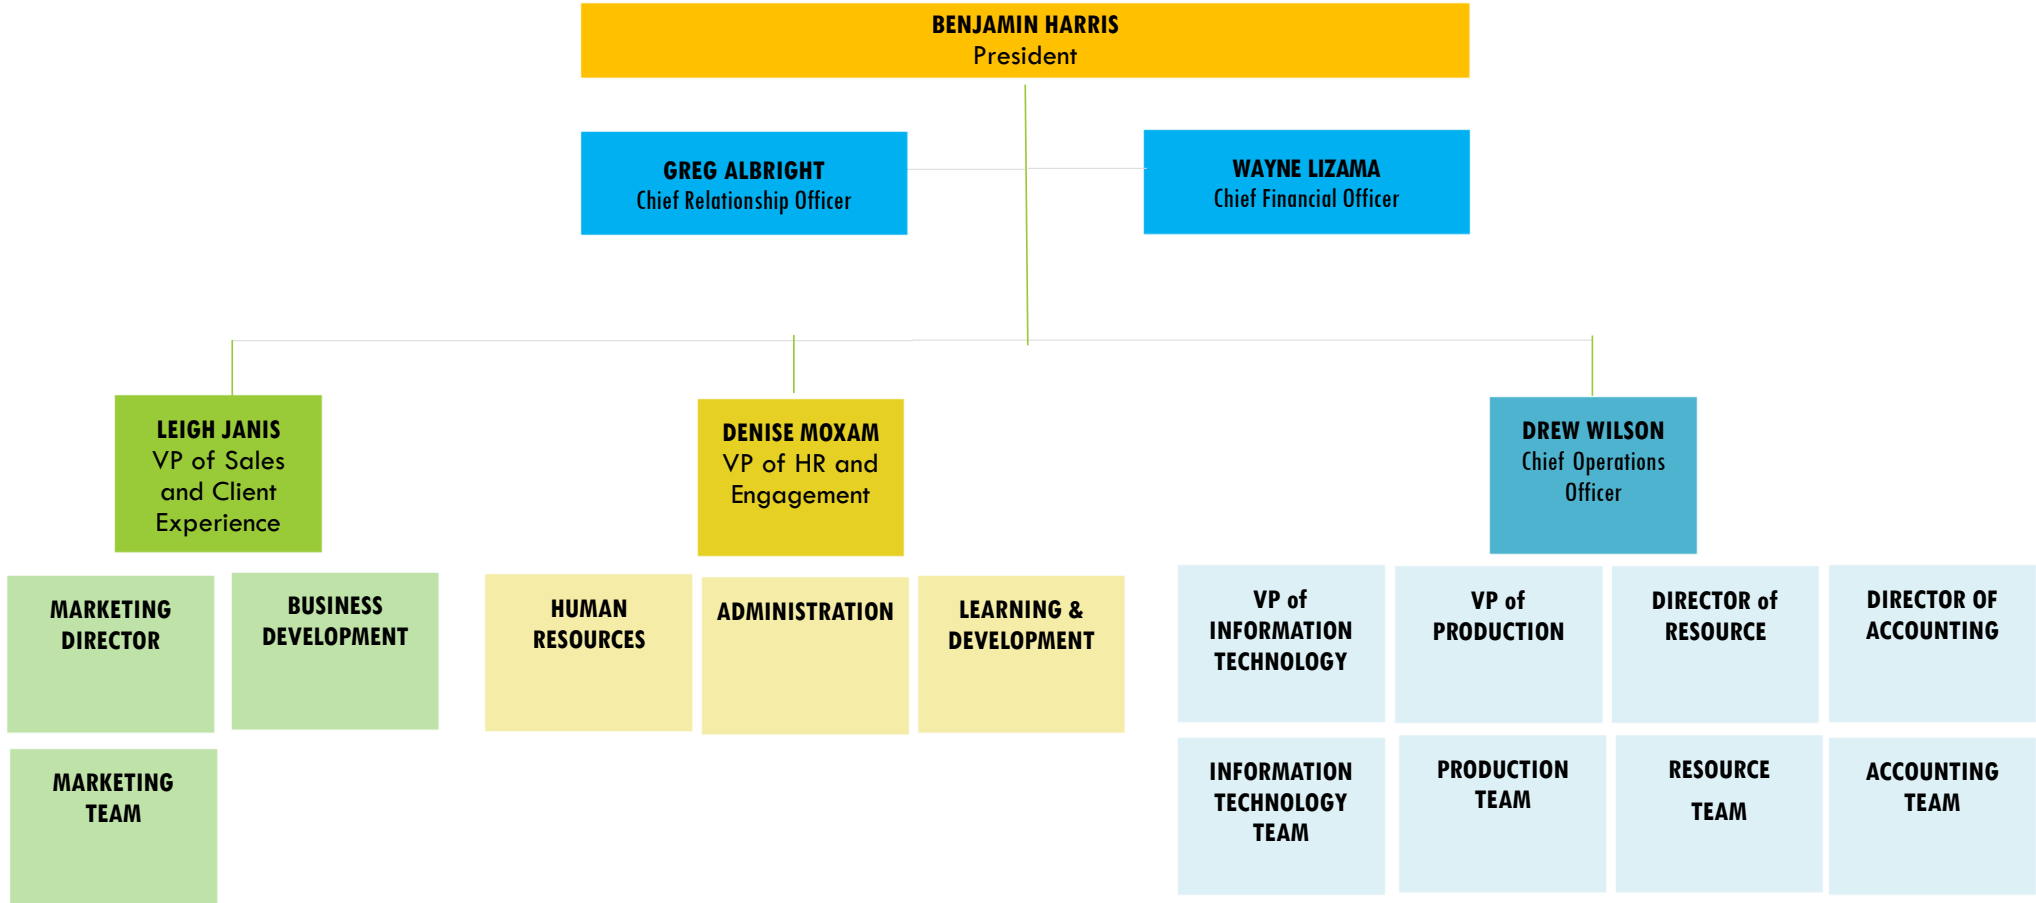 BENJAMIN HARRIS
President
GREG ALBRIGHT
Chief Relationship Officer
WAYNE LIZAMA
Chief Financial Officer
LEIGH JANIS
VP of Sales
and Client
Experience
DENISE MOXAM
VP of HR and
Engagement
DREW WILSON
Chief Operations
Officer
MARKETING
DIRECTOR
BUSINESS
DEVELOPMENT
HUMAN
RESOURCES
ADMINISTRATION
LEARNING &
DEVELOPMENT
VP of
INFORMATION
TECHNOLOGY
VP of
PRODUCTION
DIRECTOR of
RESOURCE
DIRECTOR OF
ACCOUNTING
MARKETING
TEAM
INFORMATION
TECHNOLOGY
TEAM
PRODUCTION
TEAM
RESOURCE
TEAM
ACCOUNTING
TEAM